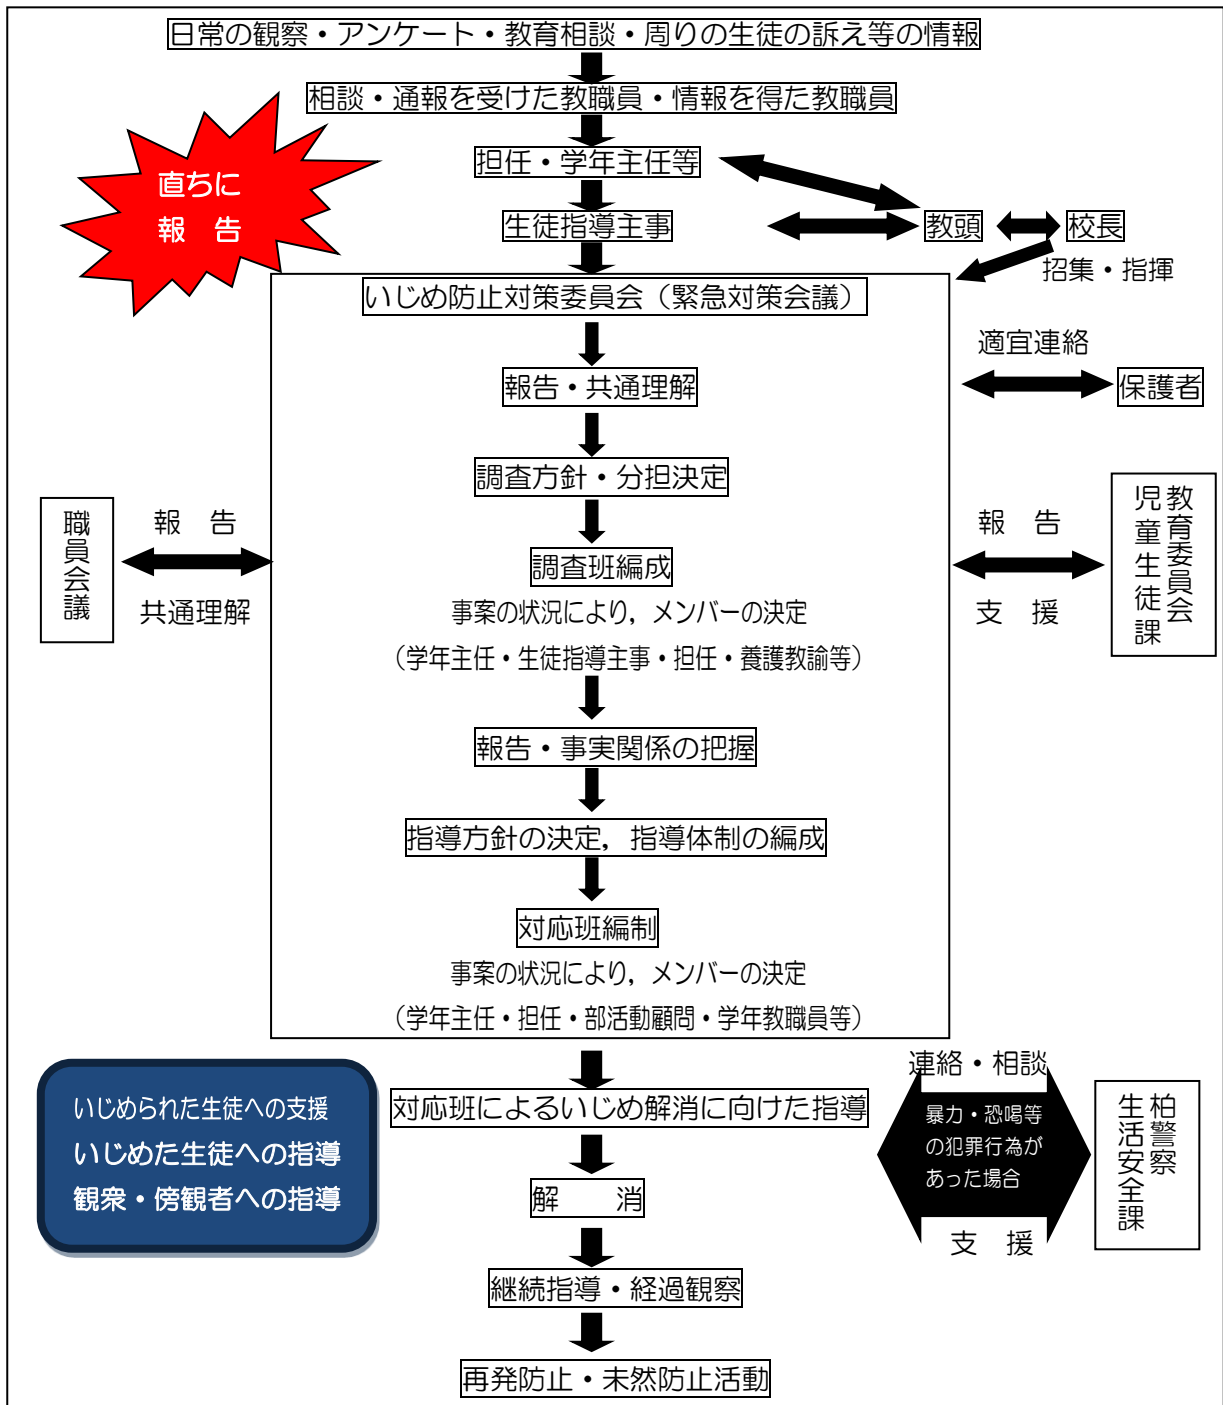 日常の観察・アンケート・教育相談・周りの生徒の訴え等の情報
相談・通報を受けた教職員・情報を得た教職員
直ちに
報　告
担任・学年主任等
生徒指導主事
教頭
校長
招集・指揮
いじめ防止対策委員会（緊急対策会議）
適宜連絡
保護者
報告・共通理解
調査方針・分担決定
職員会議
報　告
共通理解
調査班編成
事案の状況により，メンバーの決定
（学年主任・生徒指導主事・担任・養護教諭等）
報　告
支　援
教育委員会
児童生徒課
報告・事実関係の把握
指導方針の決定，指導体制の編成
対応班編制
事案の状況により，メンバーの決定
（学年主任・担任・部活動顧問・学年教職員等）
いじめられた生徒への支援
いじめた生徒への指導
観衆・傍観者への指導
対応班によるいじめ解消に向けた指導
連絡・相談
暴力・恐喝等
の犯罪行為が
あった場合
支　援
柏警察
生活安全課
解　　消
継続指導・経過観察
再発防止・未然防止活動